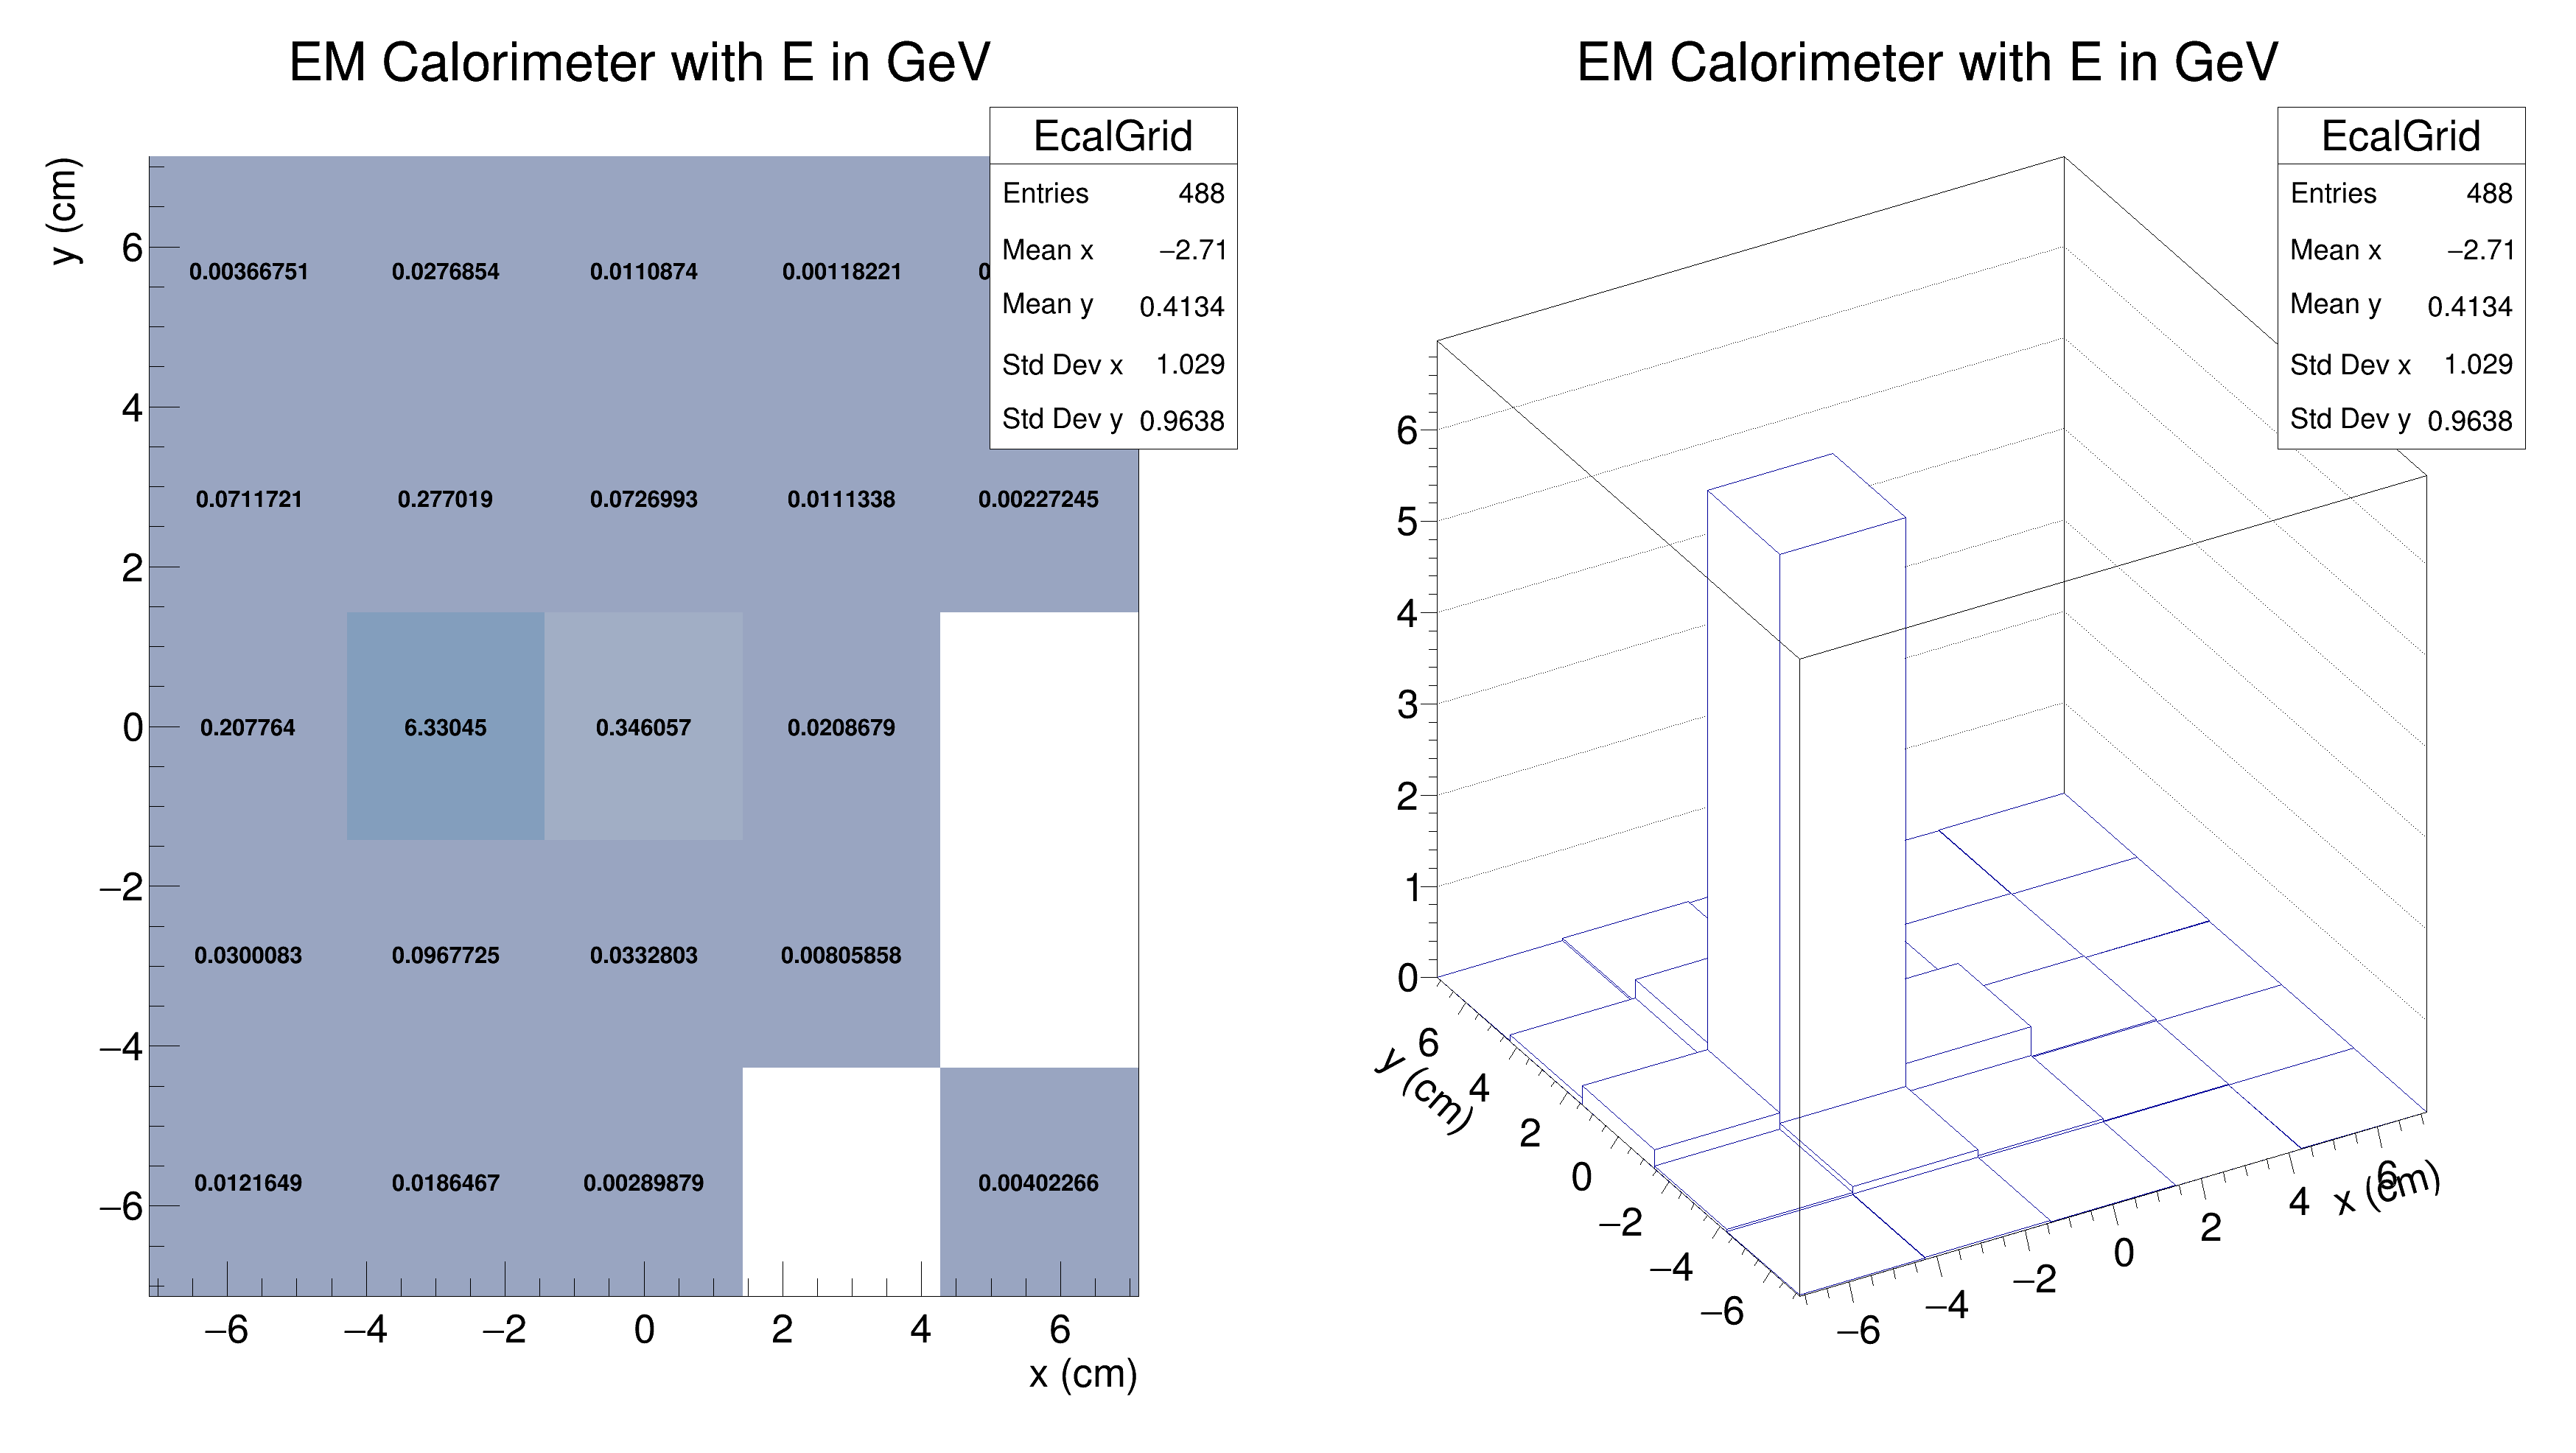 EM Calorimeter with E in GeV
EcalGrid
Entries 488
Mean x −2.71
Mean y 0.4134
Std Dev x 1.029
Std Dev y 0.9638
y (cm)
6
4
2
0
−2
−4
−6
0.00366751 0.0276854 0.0110874 0.00118221
0.0711721 0.277019 0.0726993 0.0111338 0.00227245
0.207764 6.33045 0.346057 0.0208679
0.0300083 0.0967725 0.0332803 0.00805858
0.0121649 0.0186467 0.00289879 0.00402266
−6 −4 −2 0 2 4 6
x (cm)
EM Calorimeter with E in GeV
EcalGrid
Entries 488
Mean x −2.71
Mean y 0.4134
Std Dev x 1.029
Std Dev y 0.9638
6
5
4
3
2
1
0
y (cm)
6
4
2
0
−2
−4
−6
−6 −4 −2 0 2 4 6
x (cm)